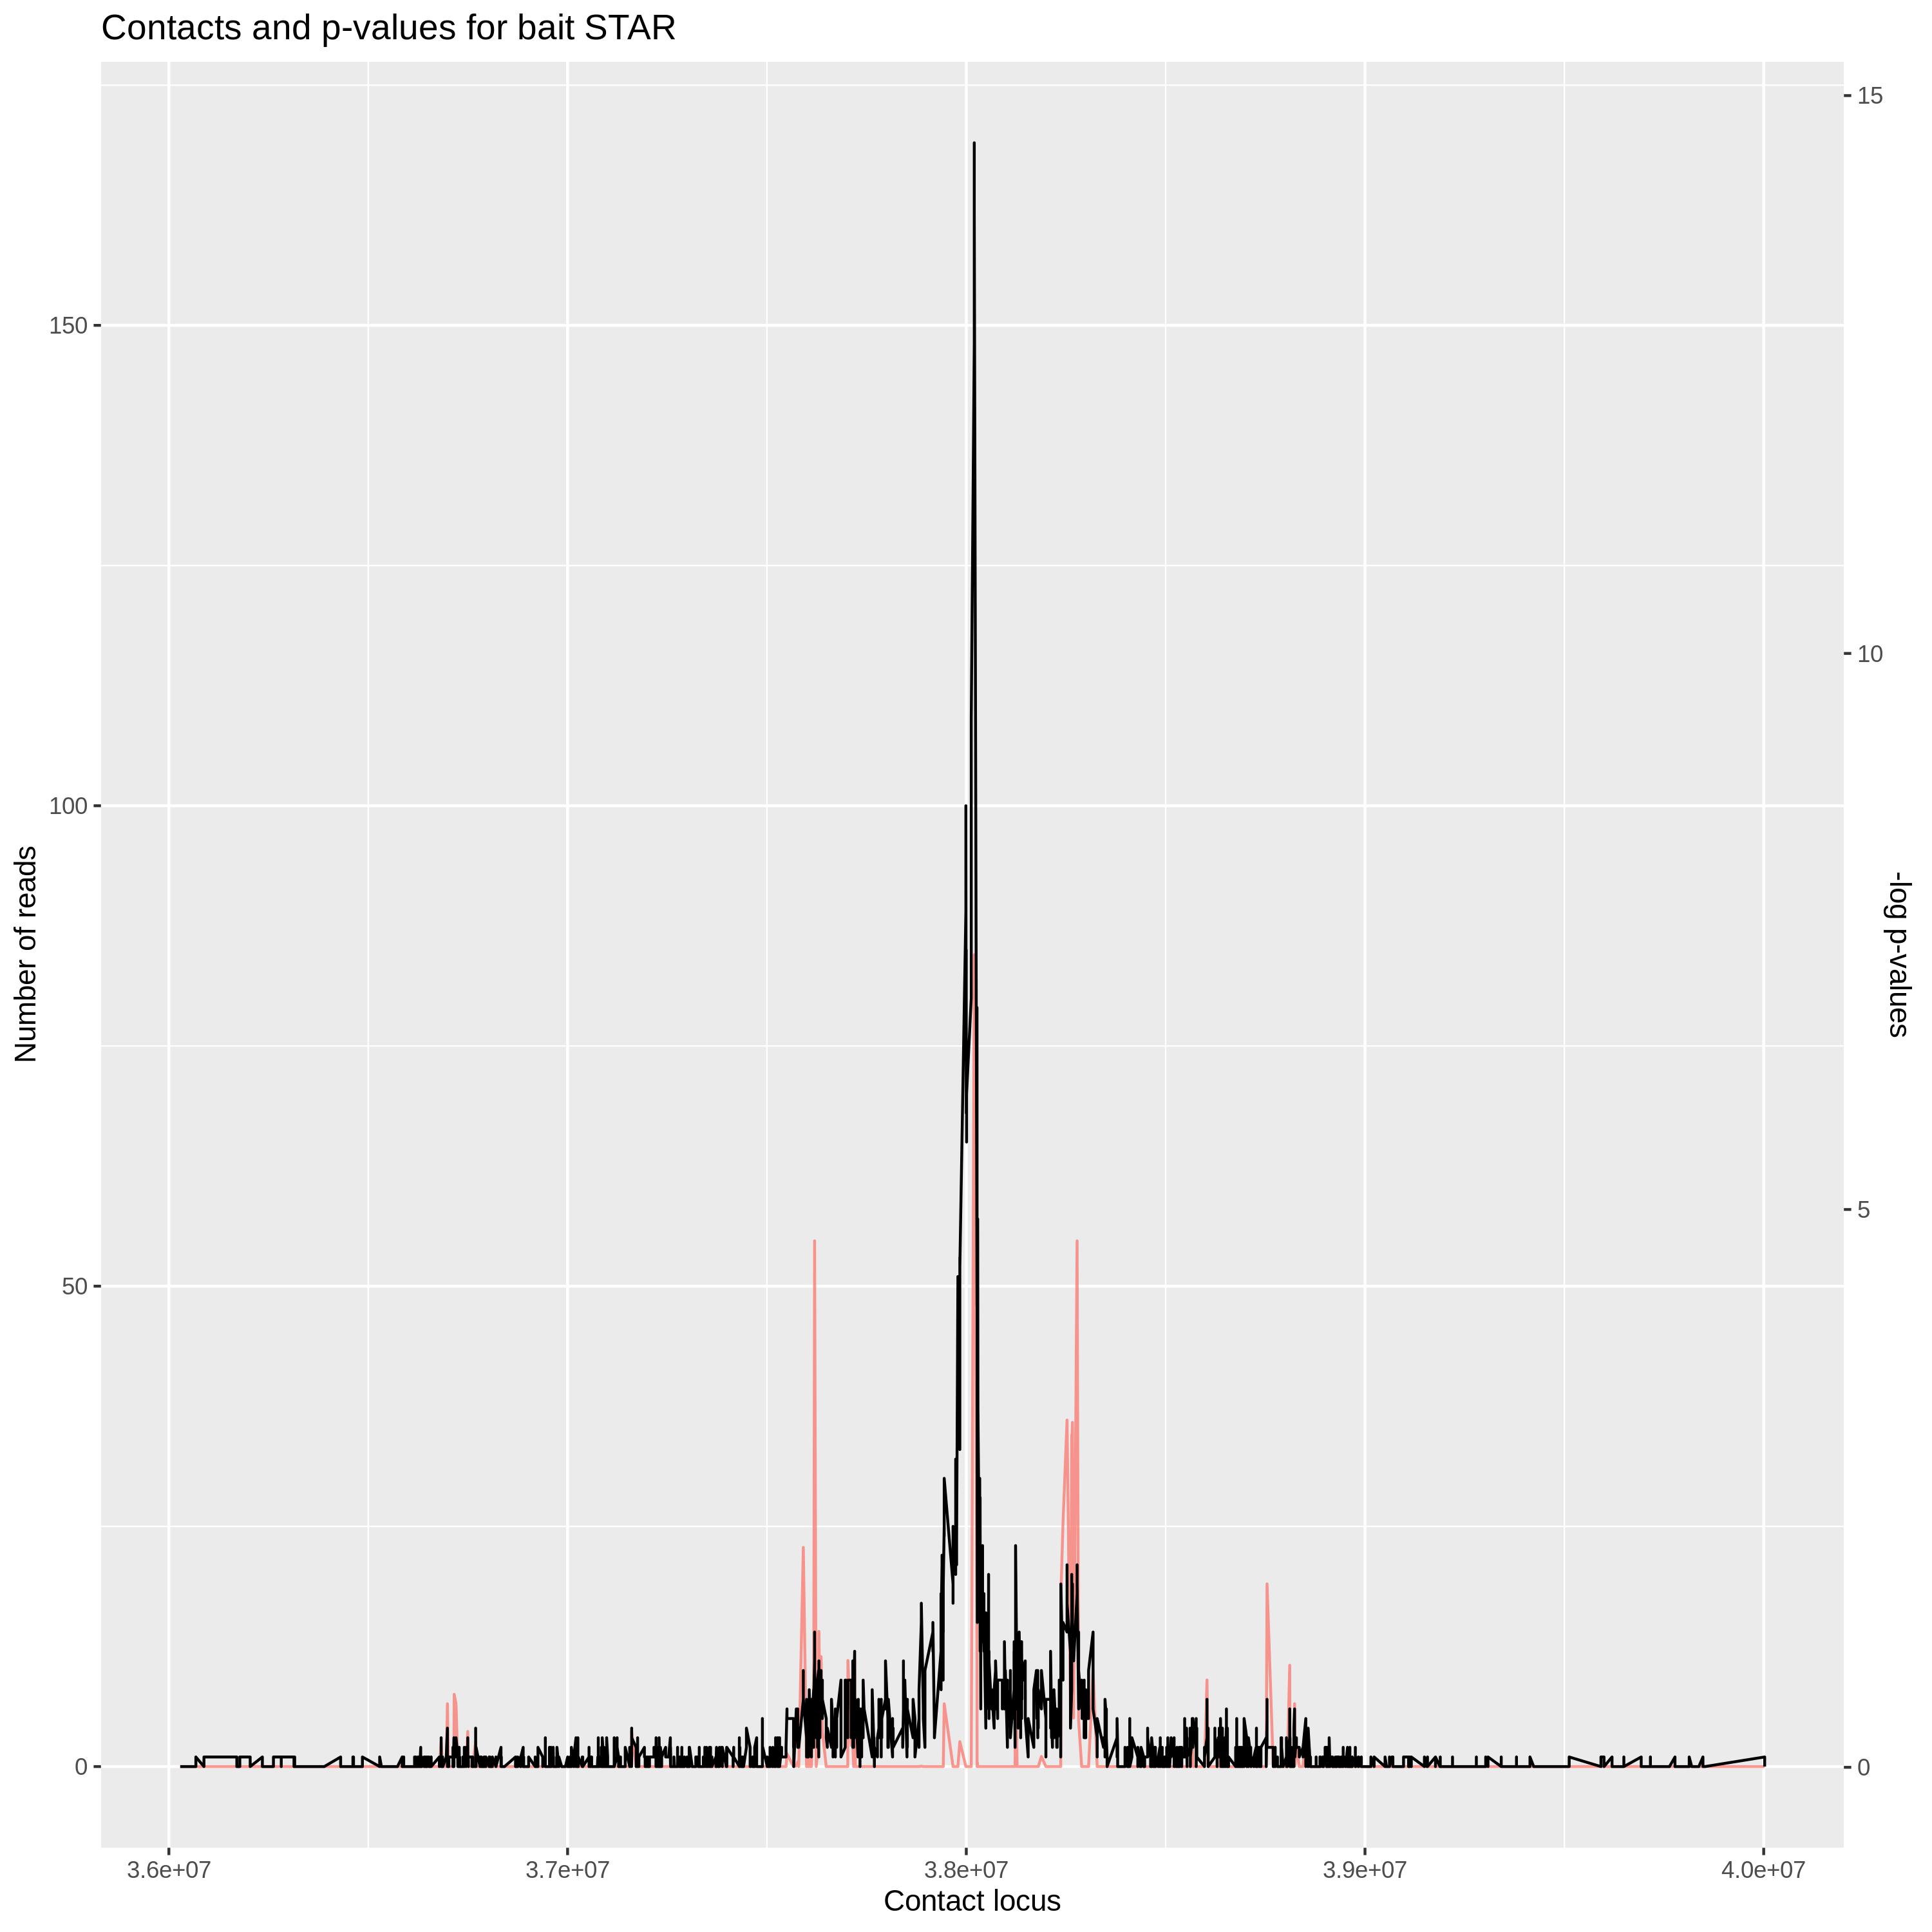 Contacts and p-values for bait STAR
15
150
10
100
Number of reads
-log p-values
5
50
0
0
3.6e+07
3.7e+07
3.8e+07
3.9e+07
4.0e+07
Contact locus